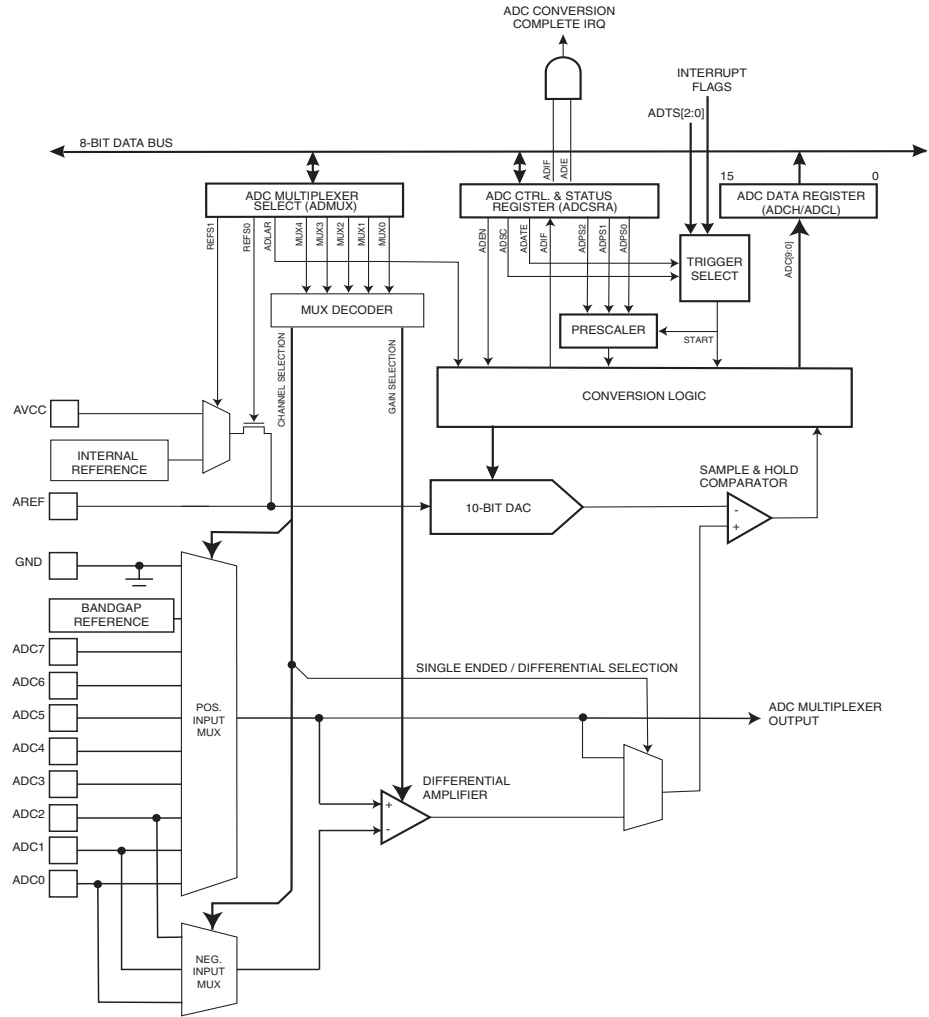 ADC CONVERSION
COMPLETE IRQ
INTERRUPT
FLAGS
ADTS[2:0]
8-BIT DATA BUS
ADIF
ADIE
15
0
ADC MULTIPLEXER
SELECT (ADMUX)
ADC CTRL. & STATUS
REGISTER (ADCSRA)
ADC DATA REGISTER
(ADCH/ADCL)
REFS1
REFS0
ADLAR
MUX4
MUX3
MUX2
MUX1
MUX0
ADEN
ADSC
ADATE
ADIF
ADPS2
ADPS1
ADPS0
ADC[9:0]
TRIGGER
SELECT
MUX DECODER
PRESCALER
START
CHANNEL SELECTION
GAIN SELECTION
CONVERSION LOGIC
AVCC
INTERNAL
REFERENCE
AREF
10-BIT DAC
SAMPLE & HOLD
COMPARATOR
-
+
GND
BANDGAP
REFERENCE
ADC7
ADC6
ADC5
ADC4
ADC3
ADC2
ADC1
ADC0
POS.
INPUT
MUX
SINGLE ENDED / DIFFERENTIAL SELECTION
ADC MULTIPLEXER
OUTPUT
DIFFERENTIAL
AMPLIFIER
+
-
NEG.
INPUT
MUX